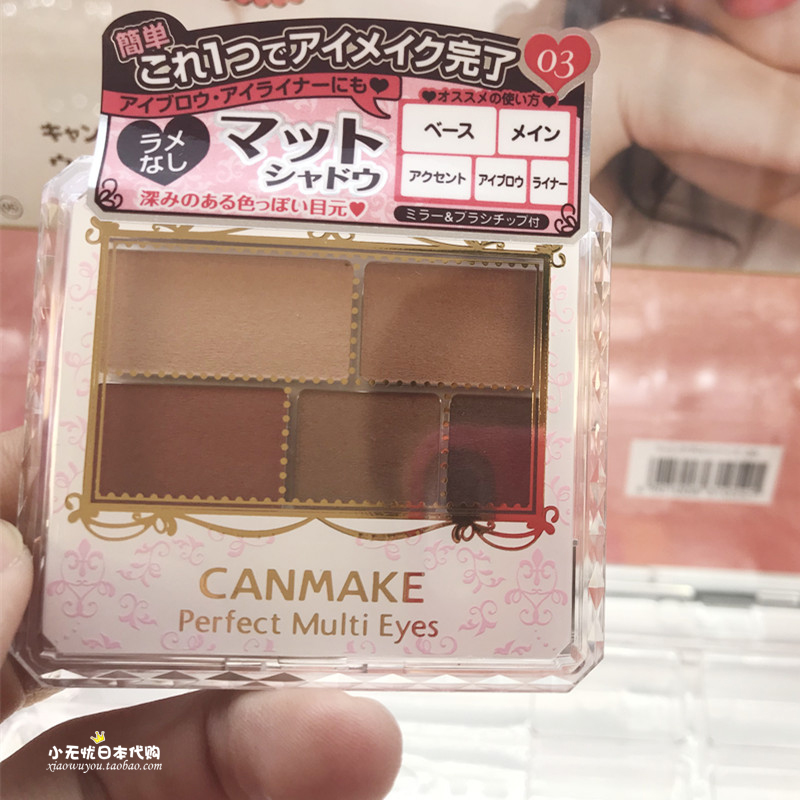 簡単
これ1つでアイメイク完了
03
アイブロウ・アイライナーにも♥
♥オススメの使い方♥
ラメ
なし
マット
シャドウ
深みのある色っぽい目元♥
ベース
メイン
アクセント
アイブロウ
ライナー
ミラー&ブラシチップ付
キャン
CANMAKE
Perfect Multi Eyes
小无忧日本代购
xiaowuyou.taobao.com